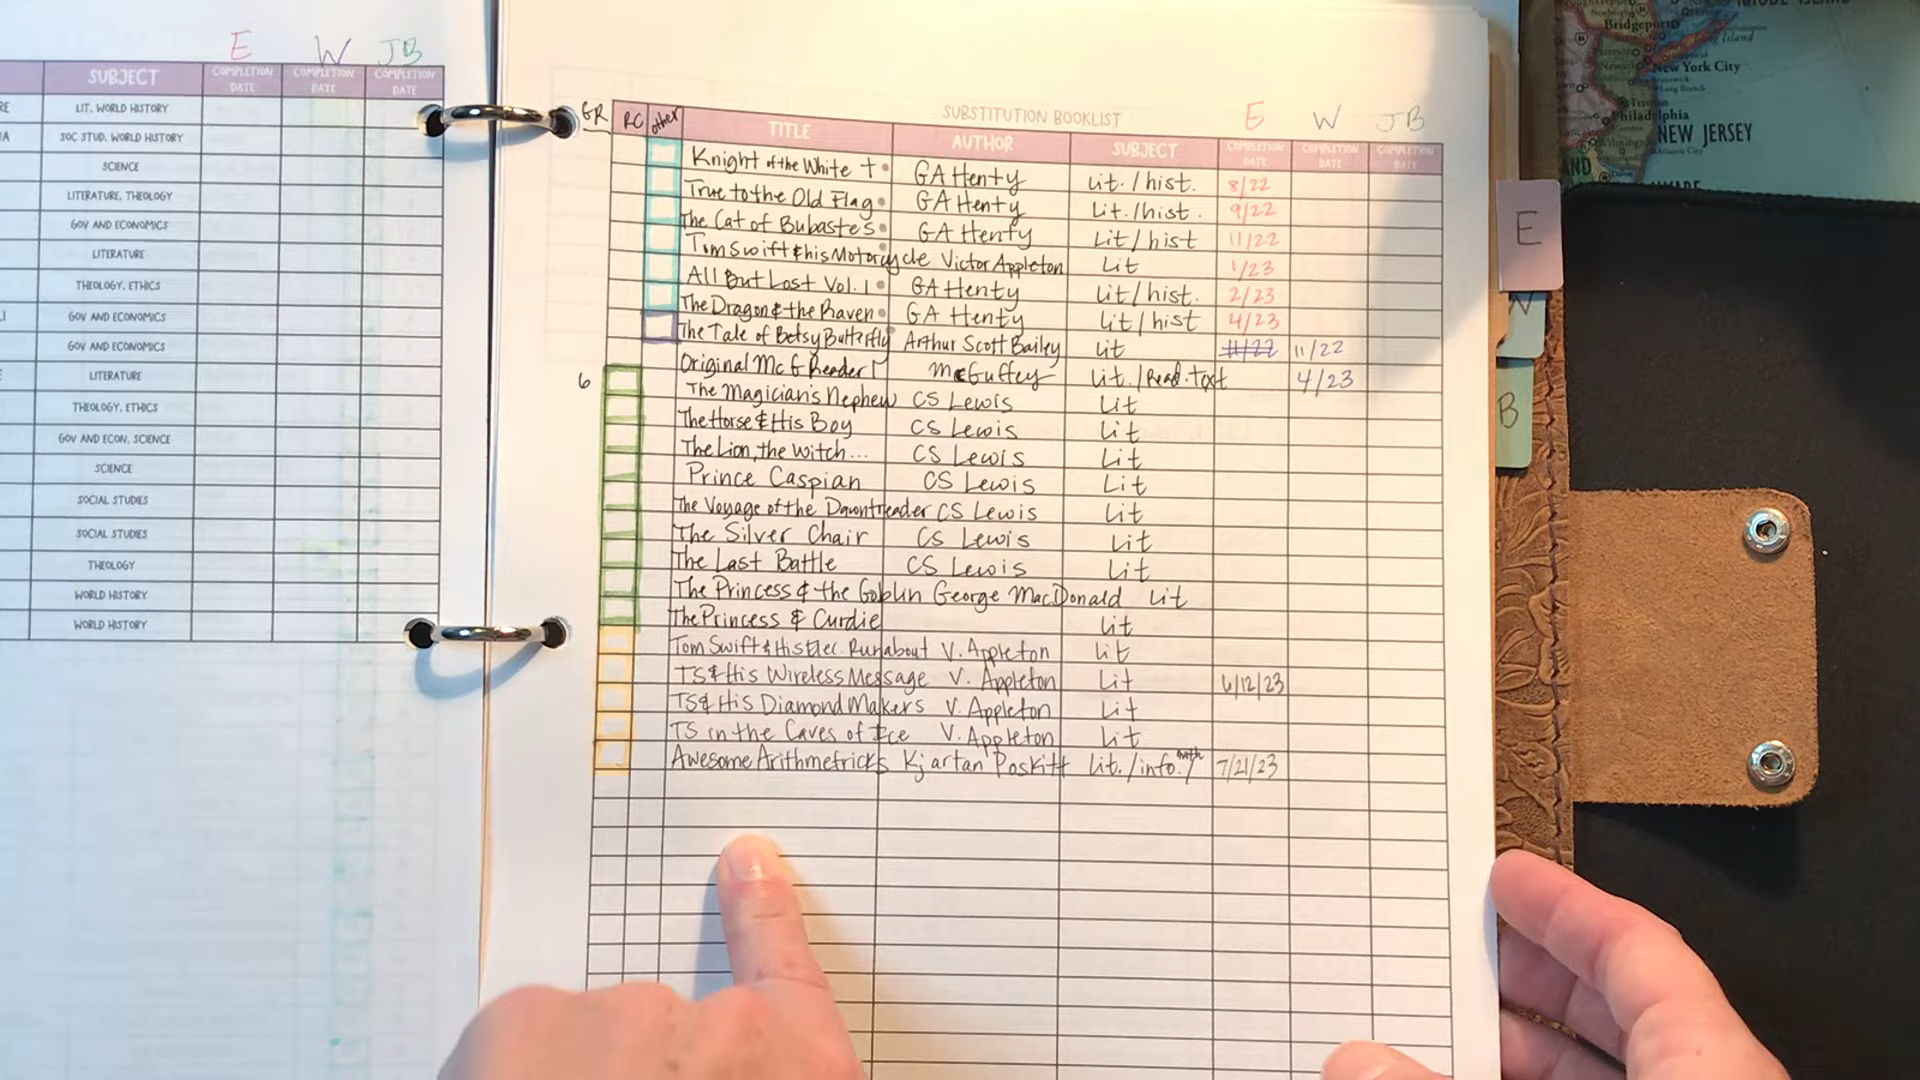 E W JB
SUBJECT COMPLETION DATE COMPLETION DATE COMPLETION DATE
LIT, WORLD HISTORY
SOC STUD, WORLD HISTORY
SCIENCE
LITERATURE, THEOLOGY
GOV AND ECONOMICS
LITERATURE
THEOLOGY, ETHICS
GOV AND ECONOMICS
GOV AND ECONOMICS
LITERATURE
THEOLOGY, ETHICS
GOV AND ECON, SCIENCE
SCIENCE
SOCIAL STUDIES
SOCIAL STUDIES
THEOLOGY
WORLD HISTORY
WORLD HISTORY
SUBSTITUTION BOOKLIST E W JB
GR RC other TITLE AUTHOR SUBJECT COMPLETION DATE COMPLETION DATE COMPLETION DATE
Knight of the White + GA Henty Lit./hist. 8/22
True to the Old Flag GA Henty Lit./hist. 9/22
The Cat of Bubastes GA Henty Lit/hist 11/22
Tom Swift & his Motorcycle Victor Appleton Lit 1/23
All But Lost Vol. 1 GA Henty Lit/hist. 2/23
The Dragon & the Raven GA Henty Lit/hist 4/23
The Tale of Betsy Butterfly Arthur Scott Bailey Lit 11/22 11/22
Original McG Reader McGuffey Lit./Read. Text 4/23
6 The Magician's Nephew CS Lewis Lit
The Horse & His Boy CS Lewis Lit
The Lion, the Witch... CS Lewis Lit
Prince Caspian CS Lewis Lit
The Voyage of the Dawntreader CS Lewis Lit
The Silver Chair CS Lewis Lit
The Last Battle CS Lewis Lit
The Princess & the Goblin George MacDonald Lit
The Princess & Curdie Lit
Tom Swift & His Elec. Runabout V. Appleton Lit
TS & His Wireless Message V. Appleton Lit 6/12/23
TS & His Diamond Makers V. Appleton Lit
TS in the Caves of Ice V. Appleton Lit
Awesome Arithmetricks Kjartan Poskitt Lit./info./math 7/21/23
E
W
B
Bridgeport
Island
New York City
Trenton
Philadelphia
NEW JERSEY